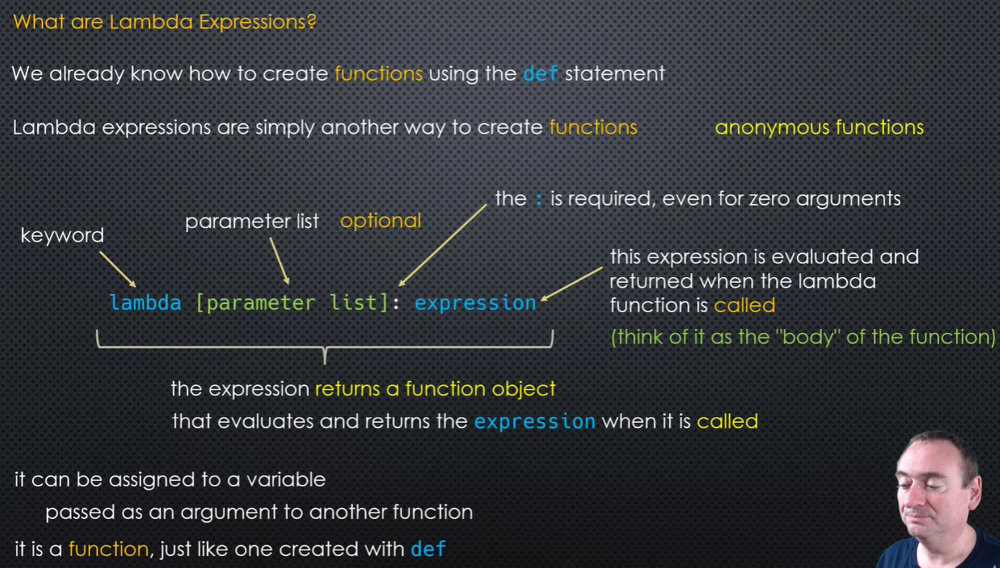 What are Lambda Expressions?
We already know how to create functions using the def statement
Lambda expressions are simply another way to create functions
anonymous functions
the : is required, even for zero arguments
parameter list optional
keyword
this expression is evaluated and
returned when the lambda
function is called
(think of it as the "body" of the function)
lambda [parameter list]: expression
the expression returns a function object
that evaluates and returns the expression when it is called
it can be assigned to a variable
passed as an argument to another function
it is a function, just like one created with def